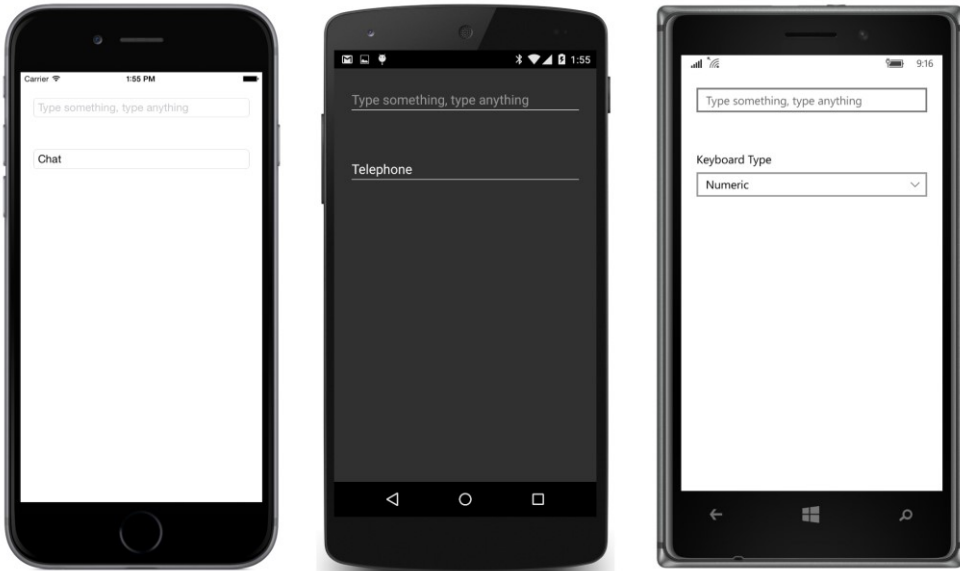 Carrier
1:55 PM
Type something, type anything
Chat
1:55
Type something, type anything
Telephone
9:16
Type something, type anything
Keyboard Type
Numeric